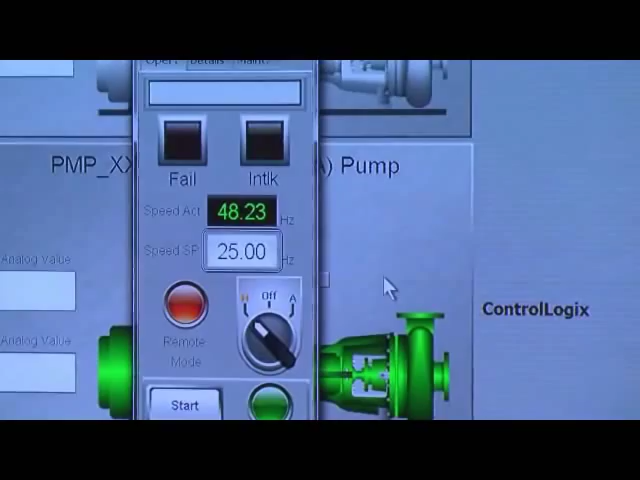 Oper. Details Maint.
PMP_XX A) Pump
Fail Intlk
Speed Act 48.23 Hz
Analog Value Speed SP 25.00 Hz
H Off A
ControlLogix
Remote
Mode
Analog Value
Start